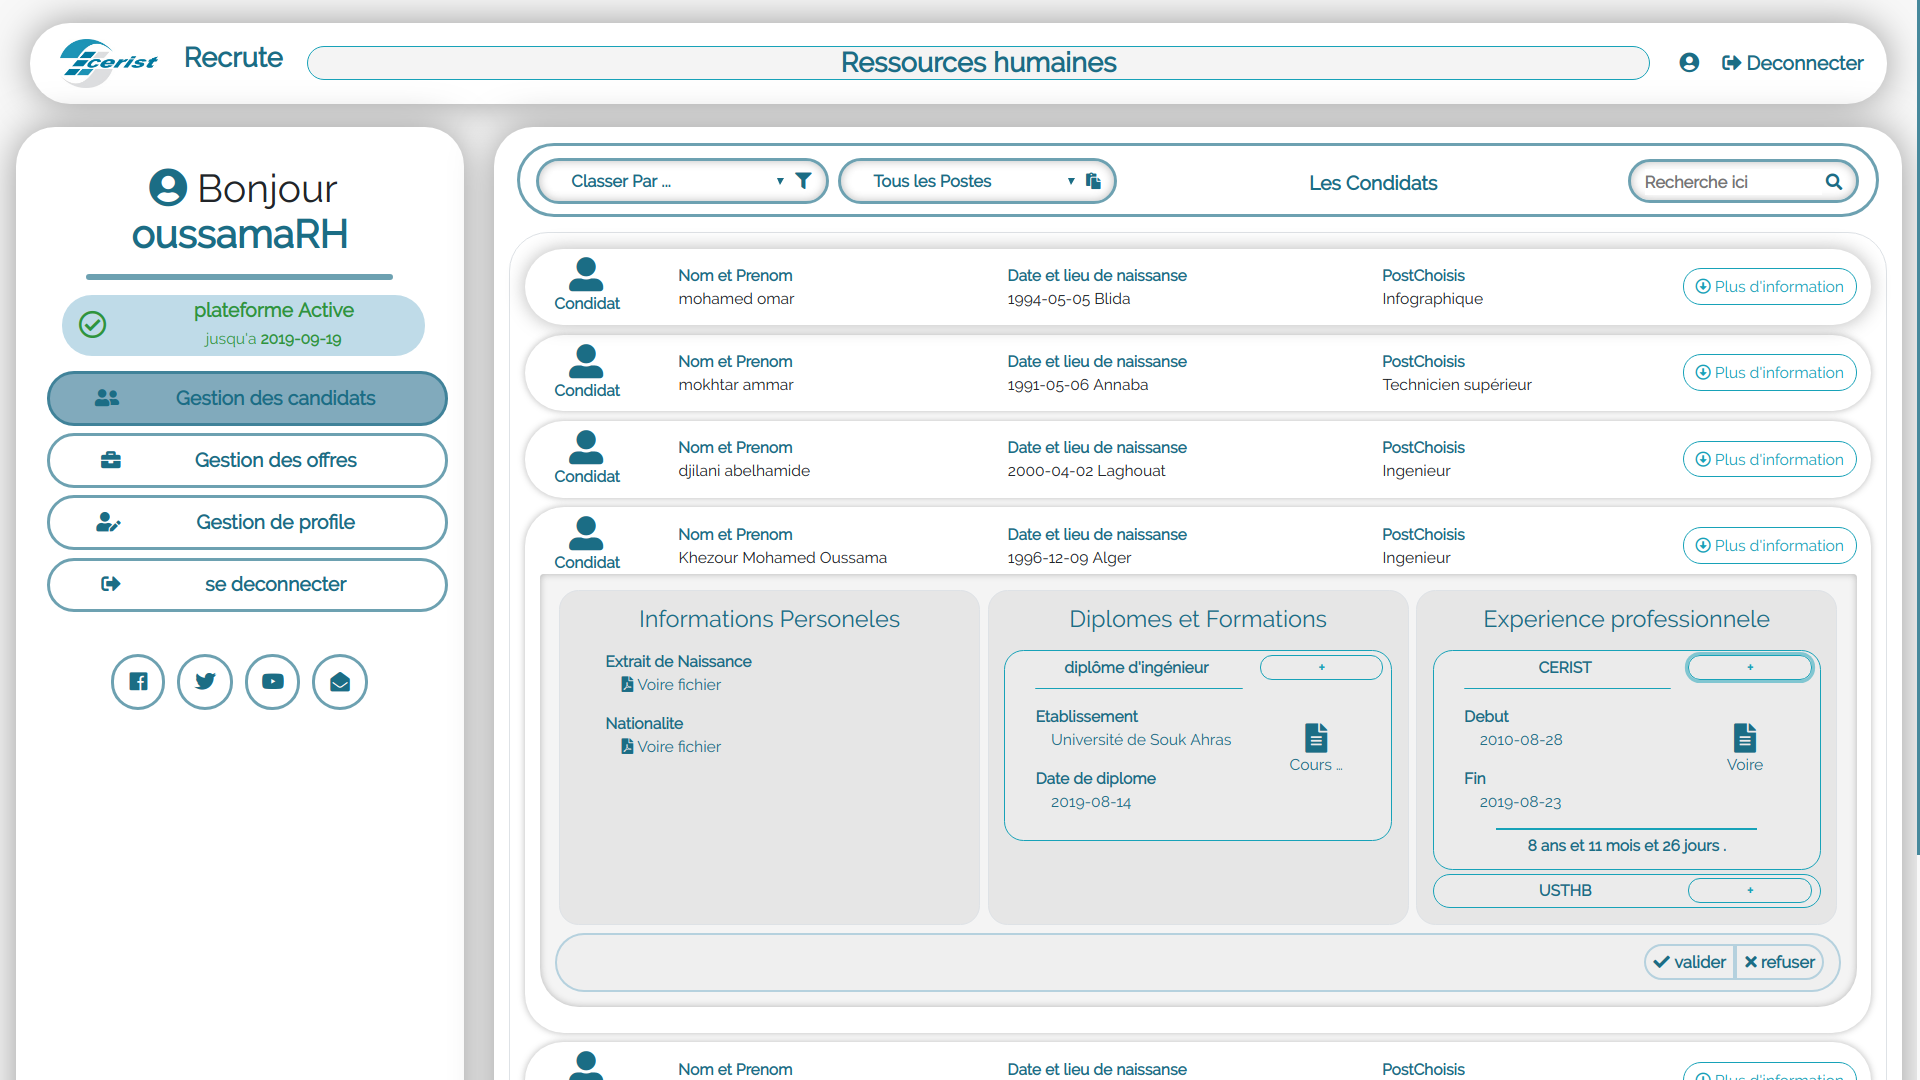 cerist
Recrute
Ressources humaines
Deconnecter
Bonjour
oussamaRH
plateforme Active
jusqu'a 2019-09-19
Gestion des candidats
Gestion des offres
Gestion de profile
se deconnecter
Classer Par ... ▾
Tous les Postes ▾
Les Condidats
Recherche ici
Condidat
Nom et Prenom
mohamed omar
Date et lieu de naissanse
1994-05-05 Blida
PostChoisis
Infographique
Plus d'information
Condidat
Nom et Prenom
mokhtar ammar
Date et lieu de naissanse
1991-05-06 Annaba
PostChoisis
Technicien supérieur
Plus d'information
Condidat
Nom et Prenom
djilani abelhamide
Date et lieu de naissanse
2000-04-02 Laghouat
PostChoisis
Ingenieur
Plus d'information
Condidat
Nom et Prenom
Khezour Mohamed Oussama
Date et lieu de naissanse
1996-12-09 Alger
PostChoisis
Ingenieur
Plus d'information
Informations Personeles
Extrait de Naissance
Voire fichier
Nationalite
Voire fichier
Diplomes et Formations
diplôme d'ingénieur
+
Etablissement
Université de Souk Ahras
Date de diplome
2019-08-14
Cours ...
Experience professionnele
CERIST
+
Debut
2010-08-28
Fin
2019-08-23
Voire
8 ans et 11 mois et 26 jours .
USTHB
+
valider
refuser
Nom et Prenom
Date et lieu de naissanse
PostChoisis
Plus d'information